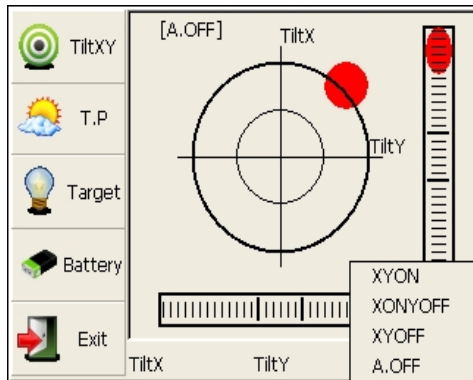 TiltXY
T.P
Target
Battery
Exit
[A.OFF]
TiltX
TiltY
XYON
XONYOFF
XYOFF
A.OFF
TiltX TiltY